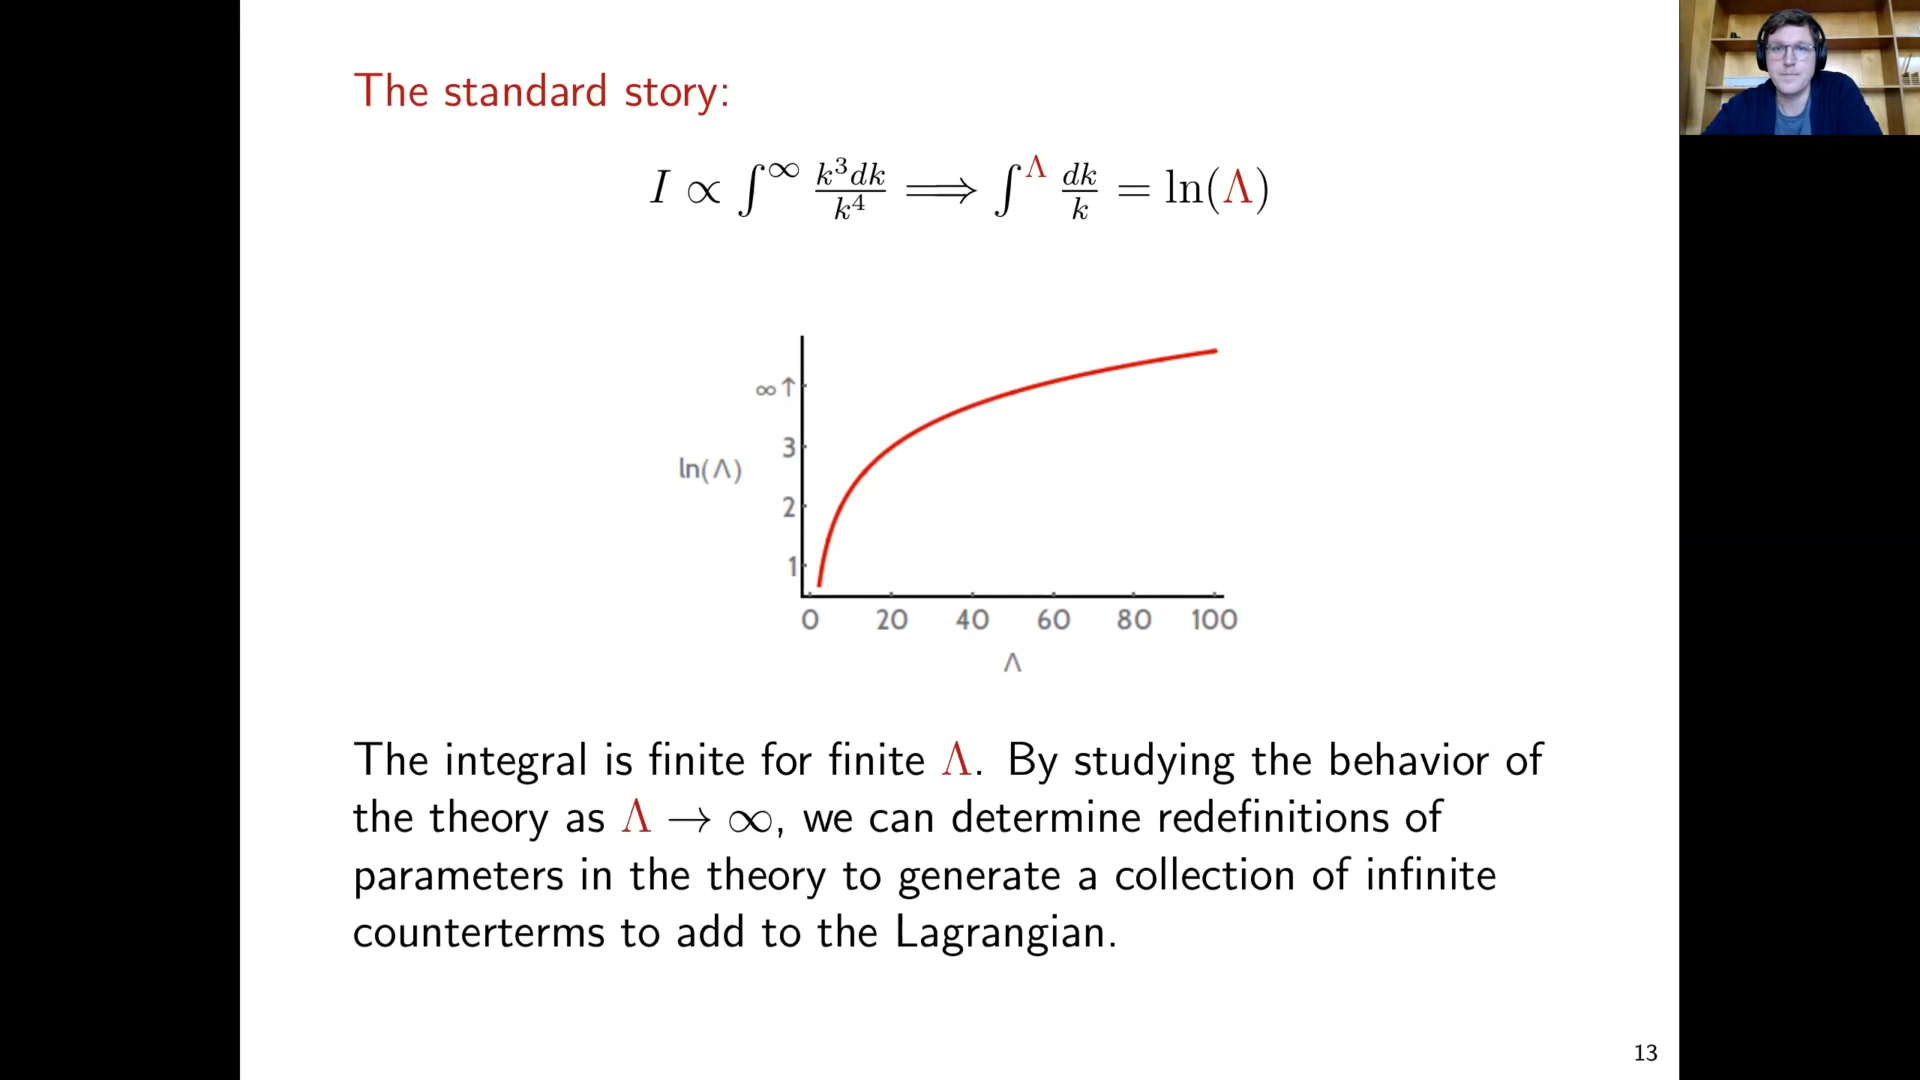 The standard story:
I ∝ ∫^∞ k³dk/k⁴ ⟹ ∫^Λ dk/k = ln(Λ)
∞↑
3
ln(Λ)
2
1
0 20 40 60 80 100
Λ
The integral is finite for finite Λ. By studying the behavior of
the theory as Λ → ∞, we can determine redefinitions of
parameters in the theory to generate a collection of infinite
counterterms to add to the Lagrangian.
13